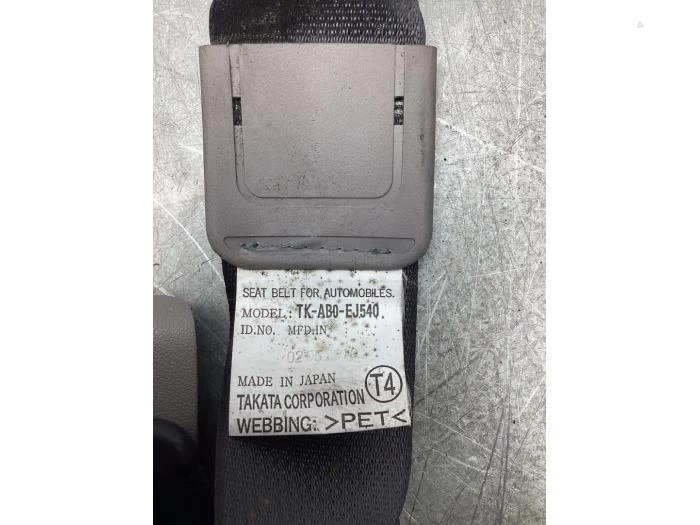 SEAT BELT FOR AUTOMOBILES.
MODEL: TK-AB0-EJ540
ID.NO. MFD.IN
MADE IN JAPAN
TAKATA CORPORATION T4
WEBBING: >PET<